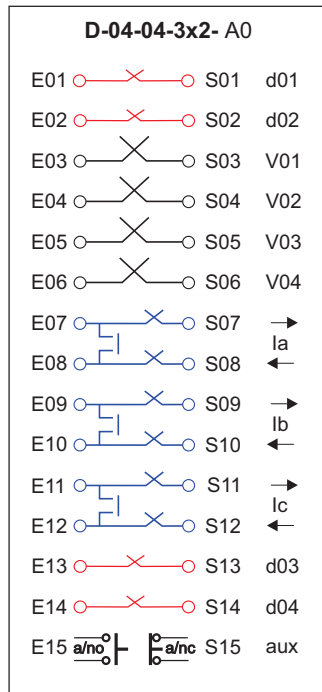 D-04-04-3x2- A0
E01 S01 d01
E02 S02 d02
E03 S03 V01
E04 S04 V02
E05 S05 V03
E06 S06 V04
E07 S07
Ia
E08 S08
E09 S09
Ib
E10 S10
E11 S11
Ic
E12 S12
E13 S13 d03
E14 S14 d04
E15 a/no a/nc S15 aux